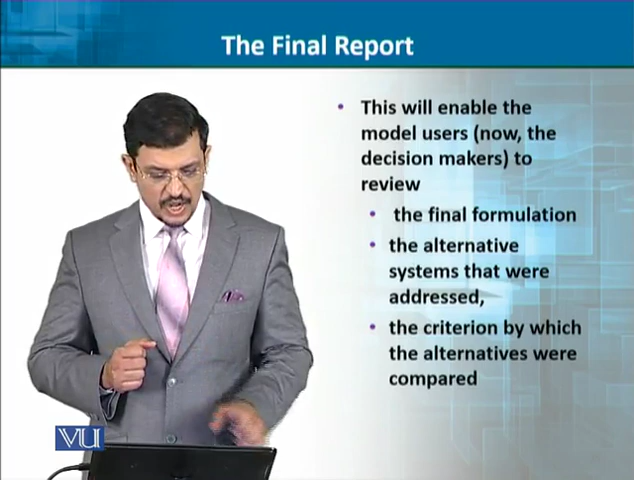 The Final Report
• This will enable the
model users (now, the
decision makers) to
review
• the final formulation
• the alternative
systems that were
addressed,
• the criterion by which
the alternatives were
compared
VU